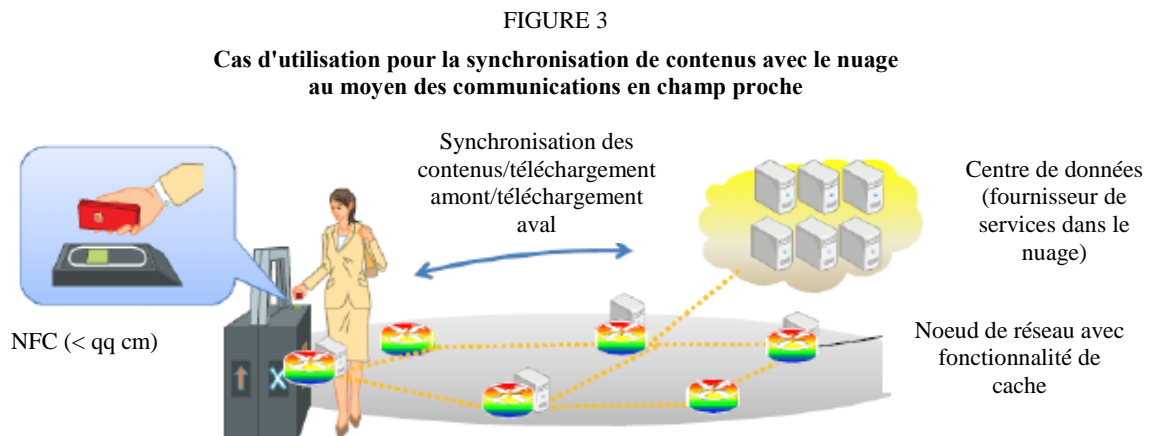 FIGURE 3
Cas d'utilisation pour la synchronisation de contenus avec le nuage
au moyen des communications en champ proche
Synchronisation des
contenus/téléchargement
amont/téléchargement
aval
Centre de données
(fournisseur de
services dans le
nuage)
NFC (< qq cm)
Noeud de réseau avec
fonctionnalité de
cache